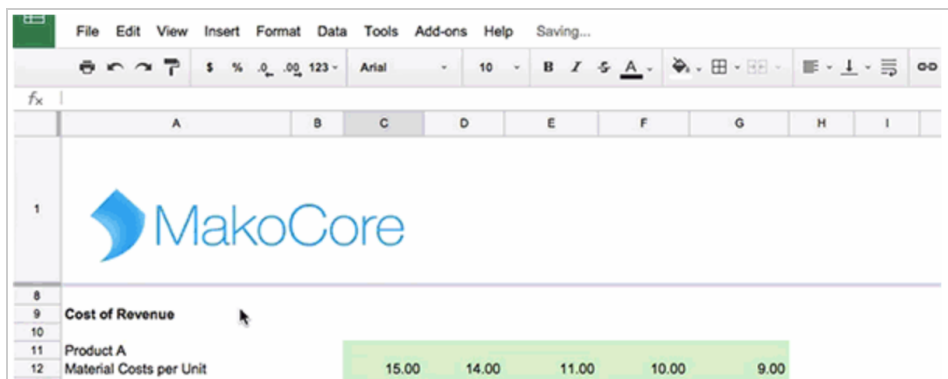 File Edit View Insert Format Data Tools Add-ons Help Saving...
$ % .0 .00 123 Arial 10 B I S A
fx
A B C D E F G H I
1 MakoCore
8
9 Cost of Revenue
10
11 Product A
12 Material Costs per Unit 15.00 14.00 11.00 10.00 9.00